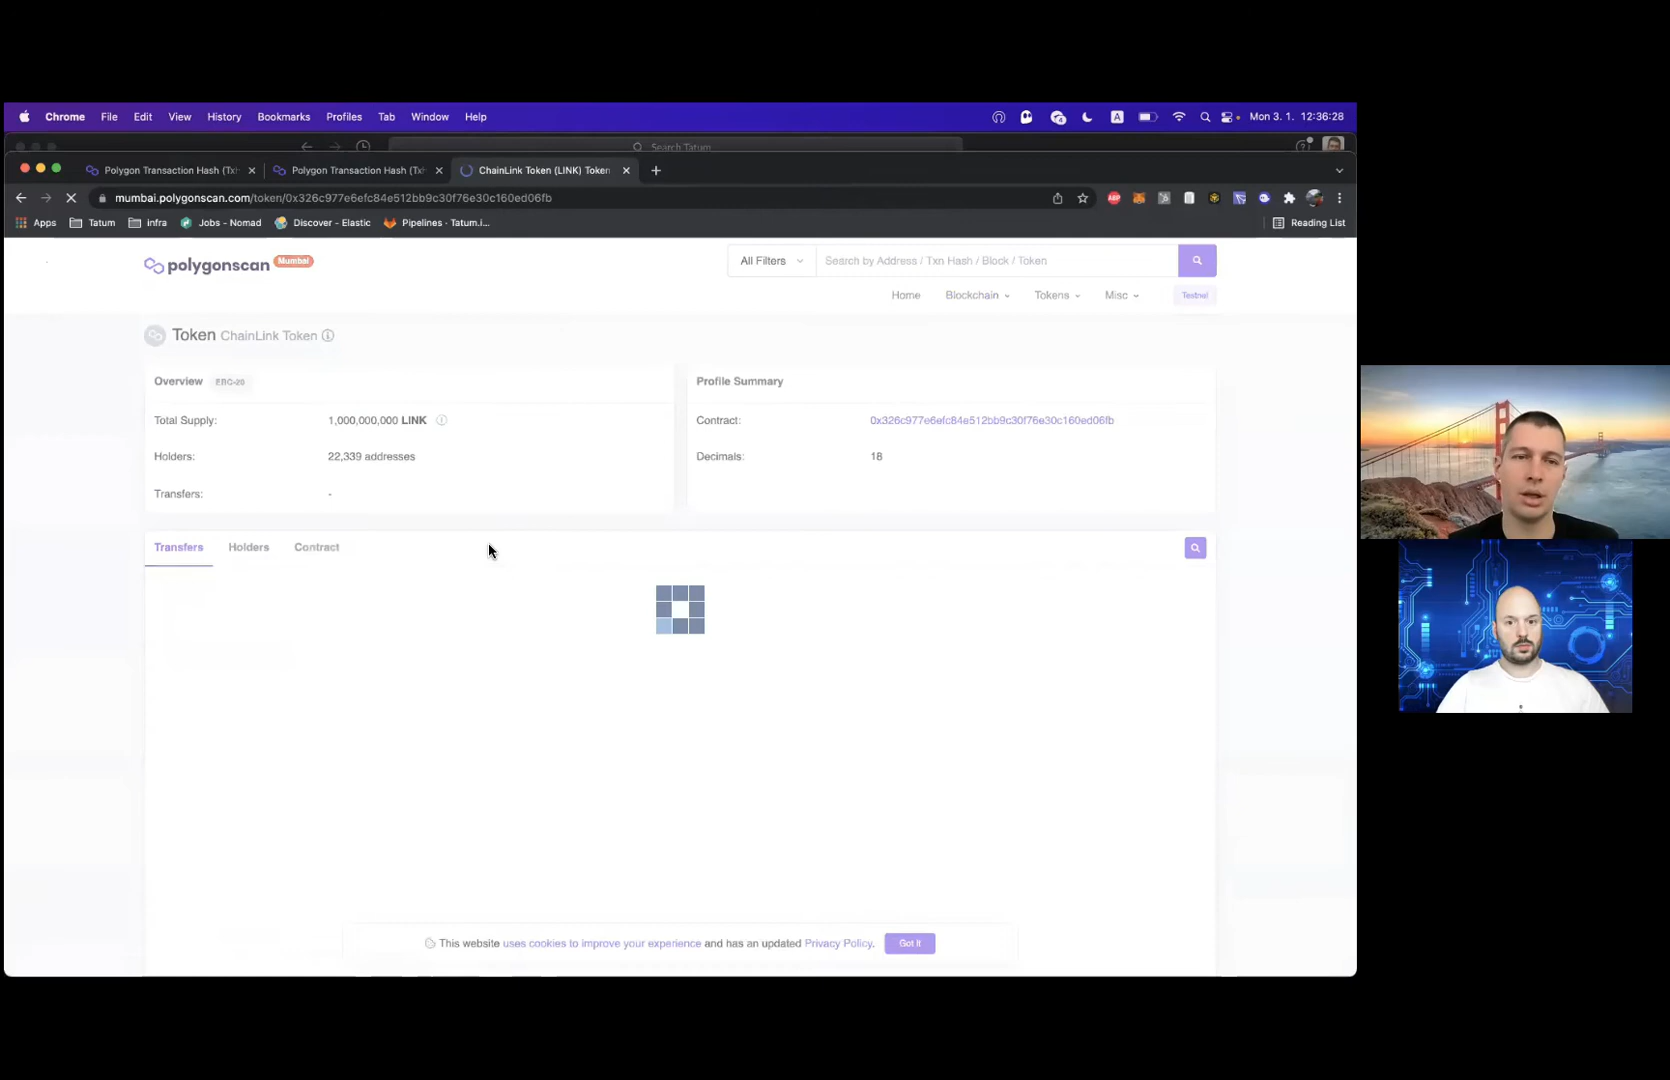 Chrome File Edit View History Bookmarks Profiles Tab Window Help A Mon 3. 1. 12:36:28
Search Tatum
Polygon Transaction Hash (Txh Polygon Transaction Hash (Txh ChainLink Token (LINK) Token
mumbai.polygonscan.com/token/0x326c977e6efc84e512bb9c30f76e30c160ed06fb
Apps Tatum infra Jobs - Nomad Discover - Elastic Pipelines · Tatum.i... Reading List
polygonscan Mumbai
All Filters Search by Address / Txn Hash / Block / Token
Home Blockchain Tokens Misc Testnet
Token ChainLink Token
Overview ERC-20
Profile Summary
Total Supply: 1,000,000,000 LINK
Contract: 0x326c977e6efc84e512bb9c30f76e30c160ed06fb
Holders: 22,339 addresses
Decimals: 18
Transfers: -
Transfers Holders Contract
This website uses cookies to improve your experience and has an updated Privacy Policy. Got It